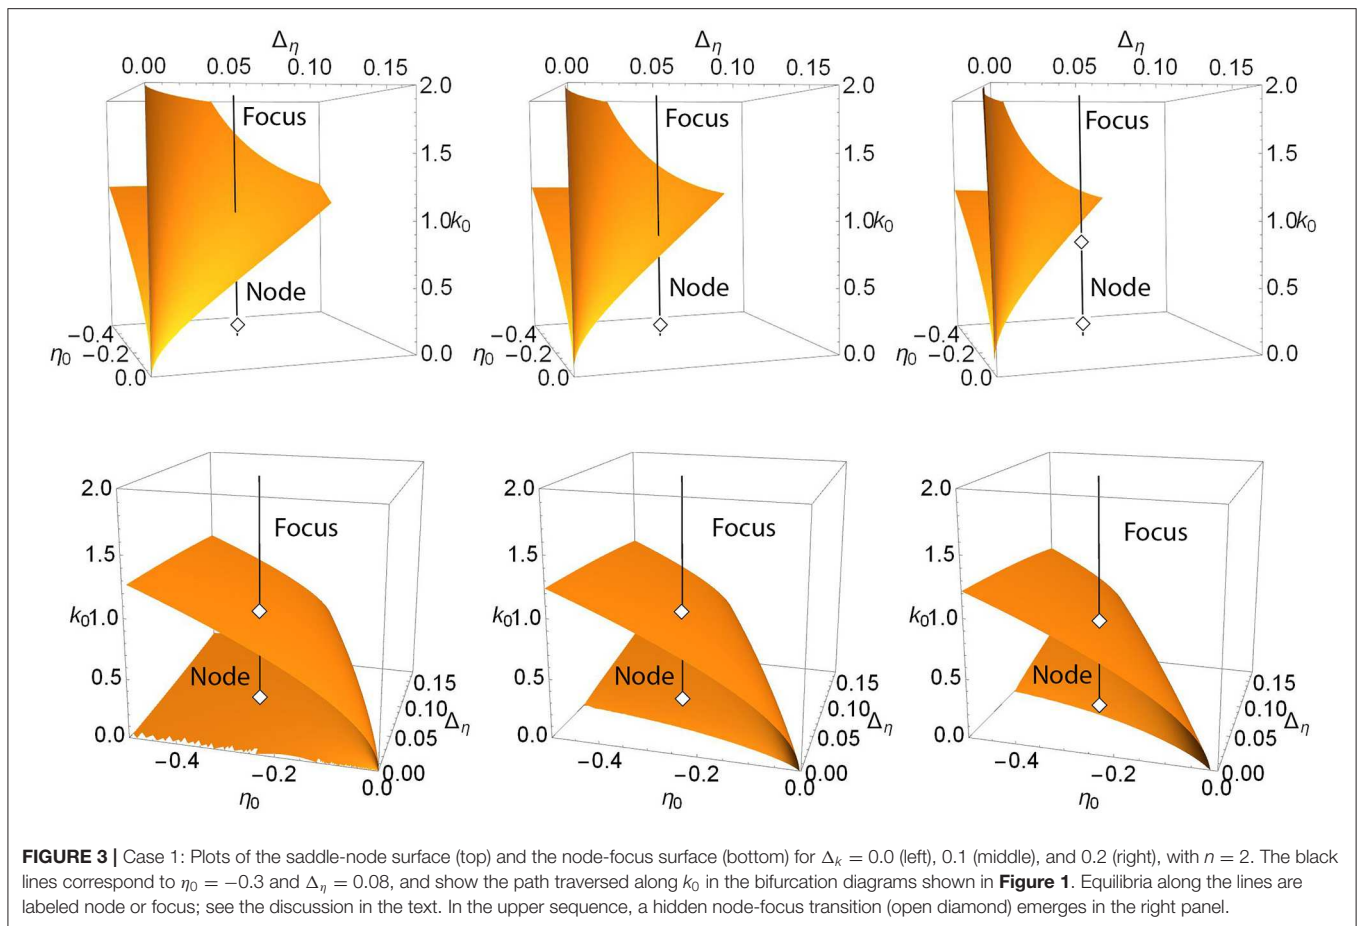 Δη
0.00 0.05 0.10 0.15
2.0
Focus
1.5
1.0 k0
Node
0.5
−0.4
η0 −0.2
0.0
0.0
Δη
0.00 0.05 0.10 0.15
2.0
Focus
1.5
1.0 k0
Node
0.5
−0.4
η0 −0.2
0.0
0.0
Δη
0.00 0.05 0.10 0.15
2.0
Focus
1.5
1.0k0
Node
0.5
−0.4
η0 −0.2
0.0
0.0
2.0
Focus
1.5
k01.0
Node
0.5
0.15
0.10
Δη
0.05
0.0
−0.4
−0.2
0.00
0.0
η0
2.0
Focus
1.5
k01.0
Node
0.5
0.15
0.10
Δη
0.05
0.0
−0.4
−0.2
0.00
0.0
η0
2.0
Focus
1.5
k01.0
Node
0.5
0.15
0.10
Δη
0.05
0.0
−0.4
−0.2
0.00
0.0
η0
FIGURE 3 | Case 1: Plots of the saddle-node surface (top) and the node-focus surface (bottom) for Δk = 0.0 (left), 0.1 (middle), and 0.2 (right), with n = 2. The black
lines correspond to η0 = −0.3 and Δη = 0.08, and show the path traversed along k0 in the bifurcation diagrams shown in Figure 1. Equilibria along the lines are
labeled node or focus; see the discussion in the text. In the upper sequence, a hidden node-focus transition (open diamond) emerges in the right panel.